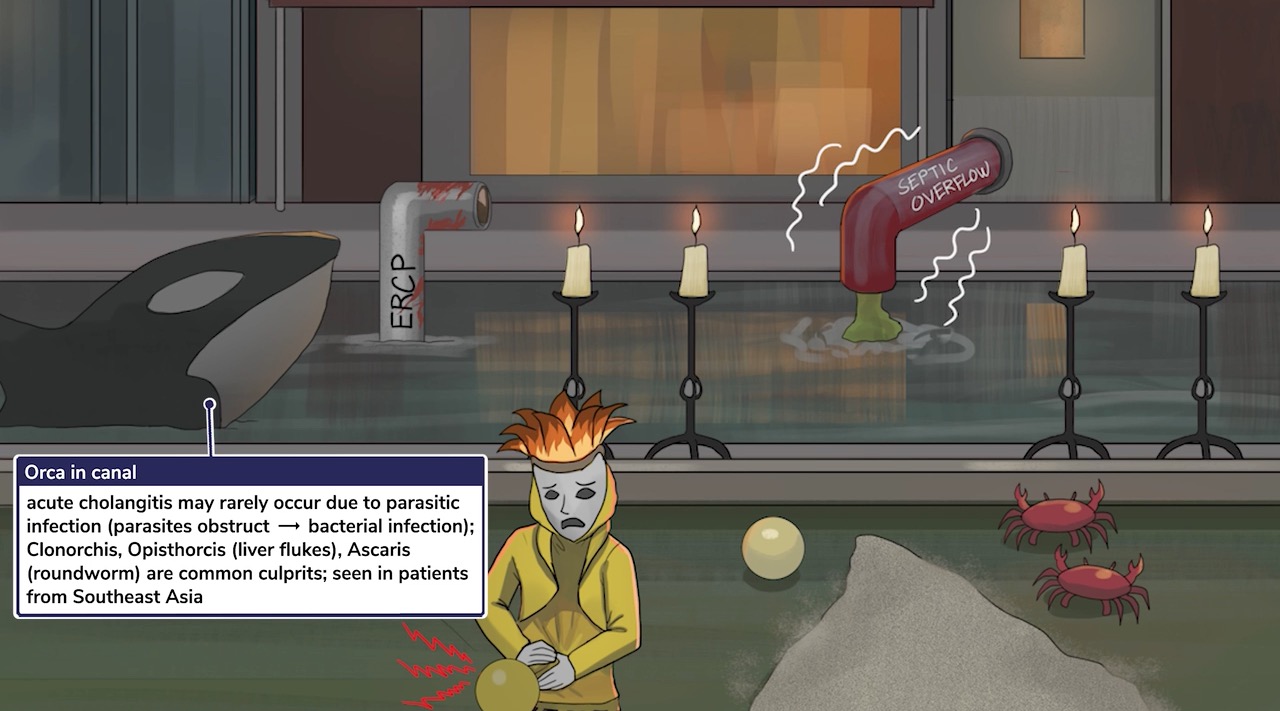 SEPTIC
OVERFLOW
ERCP
Orca in canal
acute cholangitis may rarely occur due to parasitic
infection (parasites obstruct → bacterial infection);
Clonorchis, Opisthorcis (liver flukes), Ascaris
(roundworm) are common culprits; seen in patients
from Southeast Asia